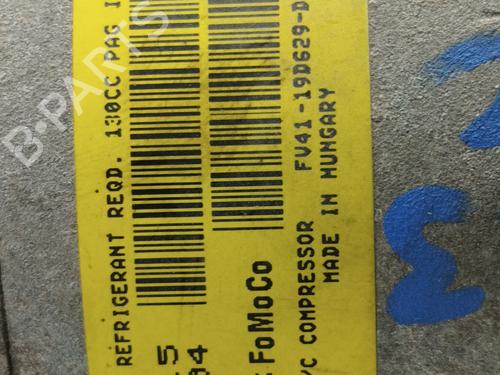 REFRIGERANT REQD. 130CC PAG
FoMoCo
FV41-19D629-D
COMPRESSOR
MADE IN HUNGARY
B-PARTS